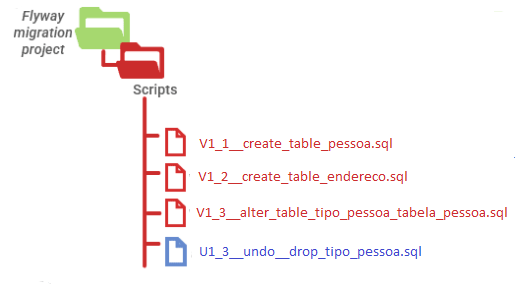 Flyway
migration
project
Scripts
V1_1__create_table_pessoa.sql
V1_2__create_table_endereco.sql
V1_3__alter_table_tipo_pessoa_tabela_pessoa.sql
U1_3__undo__drop_tipo_pessoa.sql